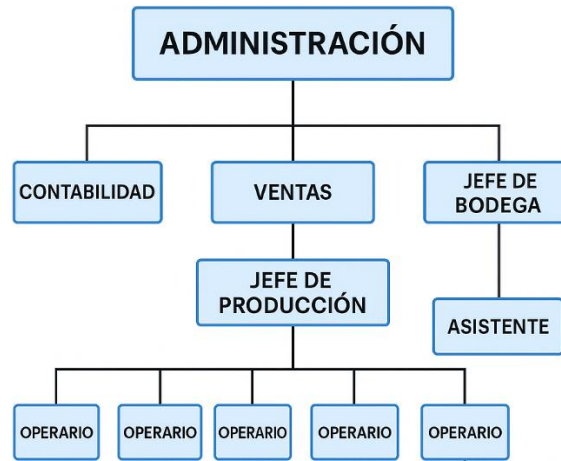 ADMINISTRACIÓN
CONTABILIDAD
VENTAS
JEFE DE
BODEGA
JEFE DE
PRODUCCIÓN
ASISTENTE
OPERARIO
OPERARIO
OPERARIO
OPERARIO
OPERARIO